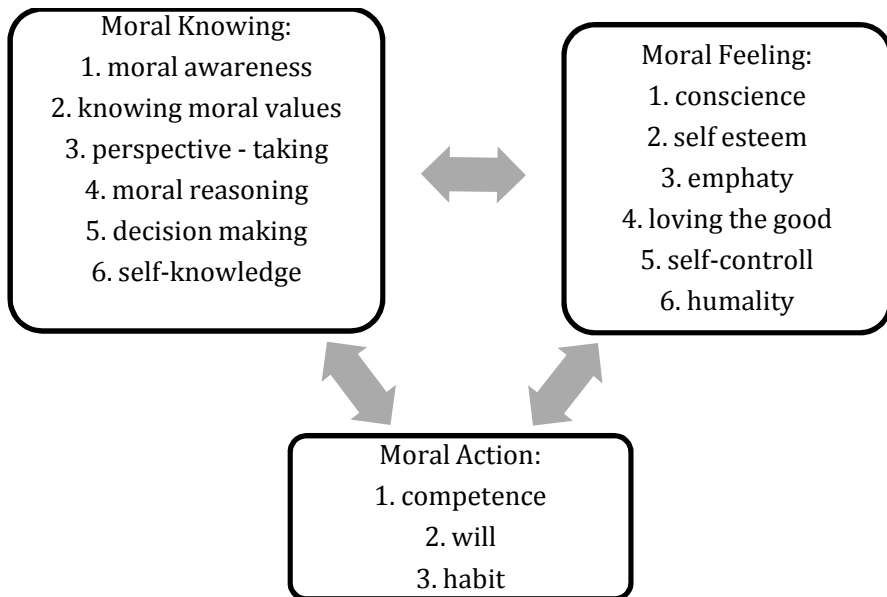 Moral Knowing:
1. moral awareness
2. knowing moral values
3. perspective - taking
4. moral reasoning
5. decision making
6. self-knowledge
Moral Feeling:
1. conscience
2. self esteem
3. emphaty
4. loving the good
5. self-controll
6. humality
Moral Action:
1. competence
2. will
3. habit